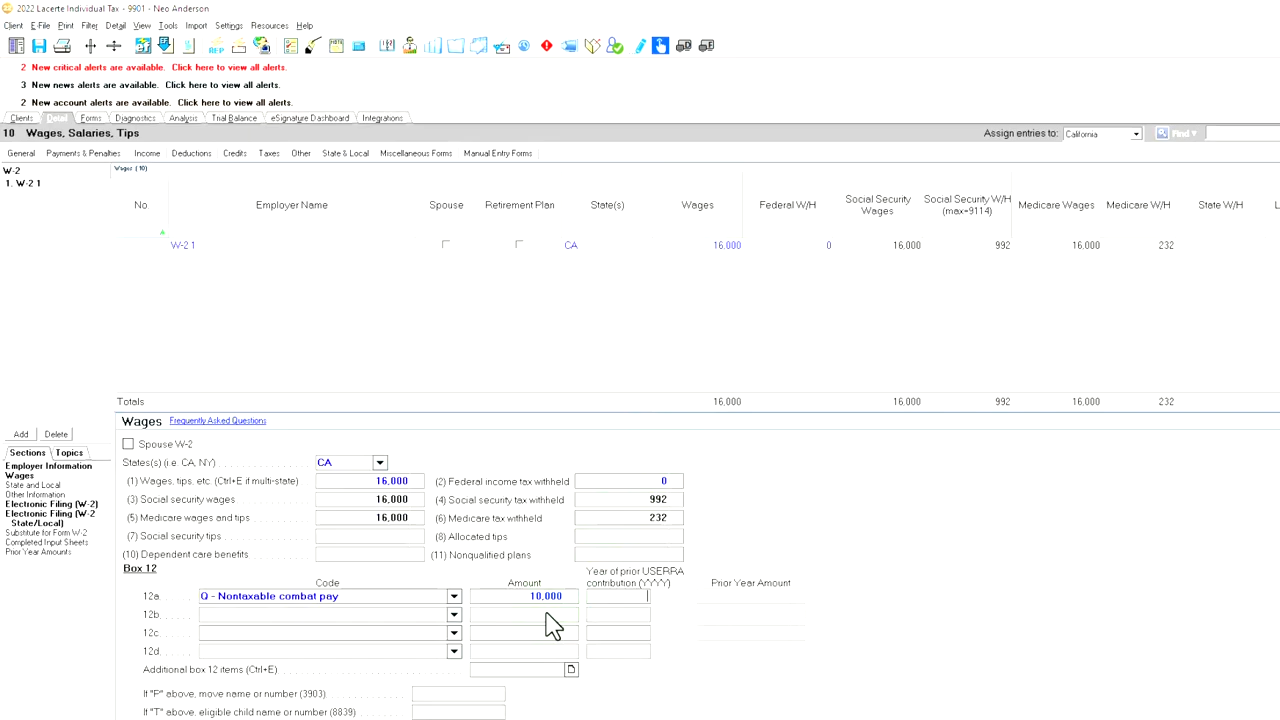 2022 Lacerte Individual Tax - 9901 - Neo Anderson
Client E-File Print Filter Detail View Tools Import Settings Resources Help
2 New critical alerts are available. Click here to view all alerts.
3 New news alerts are available. Click here to view all alerts.
2 New account alerts are available. Click here to view all alerts.
Clients Detail Forms Diagnostics Analysis Trial Balance eSignature Dashboard Integrations
10 Wages, Salaries, Tips Assign entries to: California Find
General Payments & Penalties Income Deductions Credits Taxes Other State & Local Miscellaneous Forms Manual Entry Forms
W-2
1. W-2 1
Wages (10)
No. Employer Name Spouse Retirement Plan State(s) Wages Federal W/H Social Security Wages Social Security W/H (max=9114) Medicare Wages Medicare W/H State W/H L
W-2 1 CA 16,000 0 16,000 992 16,000 232
Totals 16,000 16,000 992 16,000 232
Add Delete
Sections Topics
Employer Information
Wages
State and Local
Other Information
Electronic Filing (W-2)
Electronic Filing (W-2
State/Local)
Substitute for Form W-2
Completed Input Sheets
Prior Year Amounts
Wages Frequently Asked Questions
Spouse W-2
States(s) (i.e. CA, NY) CA
(1) Wages, tips, etc. (Ctrl+E if multi-state) 16,000 (2) Federal income tax withheld 0
(3) Social security wages 16,000 (4) Social security tax withheld 992
(5) Medicare wages and tips 16,000 (6) Medicare tax withheld 232
(7) Social security tips (8) Allocated tips
(10) Dependent care benefits (11) Nonqualified plans
Box 12
Code Amount Year of prior USERRA contribution (YYYY) Prior Year Amount
12a. Q - Nontaxable combat pay 10,000
12b.
12c.
12d.
Additional box 12 items (Ctrl+E)
If "P" above, move name or number (3903)
If "T" above, eligible child name or number (8839)